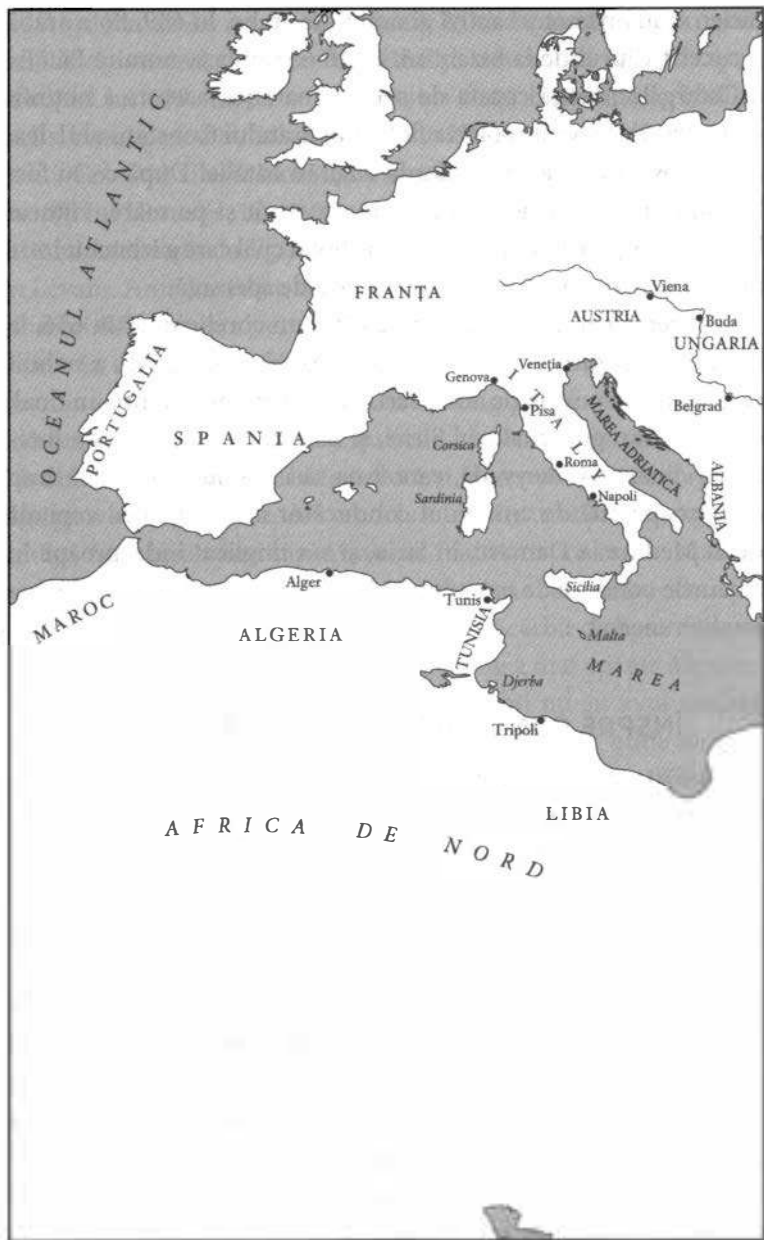 OCEANUL ATLANTIC
FRANȚA
Viena
AUSTRIA
Buda
UNGARIA
PORTUGALIA
SPANIA
Genova
Veneția
ITALY
Pisa
Belgrad
MAREA ADRIATICA
Corsica
Roma
Sardinia
Napoli
ALBANIA
Alger
Sicilia
Tunis
MAROC
ALGERIA
TUNISIA
Malta
MAREA
Djerba
Tripoli
LIBIA
AFRICA DE NORD